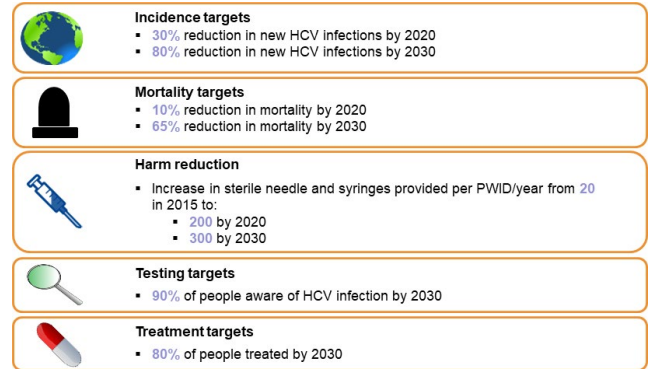 Incidence targets
▪ 30% reduction in new HCV infections by 2020
▪ 80% reduction in new HCV infections by 2030
Mortality targets
▪ 10% reduction in mortality by 2020
▪ 65% reduction in mortality by 2030
Harm reduction
▪ Increase in sterile needle and syringes provided per PWID/year from 20
in 2015 to:
▪ 200 by 2020
▪ 300 by 2030
Testing targets
▪ 90% of people aware of HCV infection by 2030
Treatment targets
▪ 80% of people treated by 2030